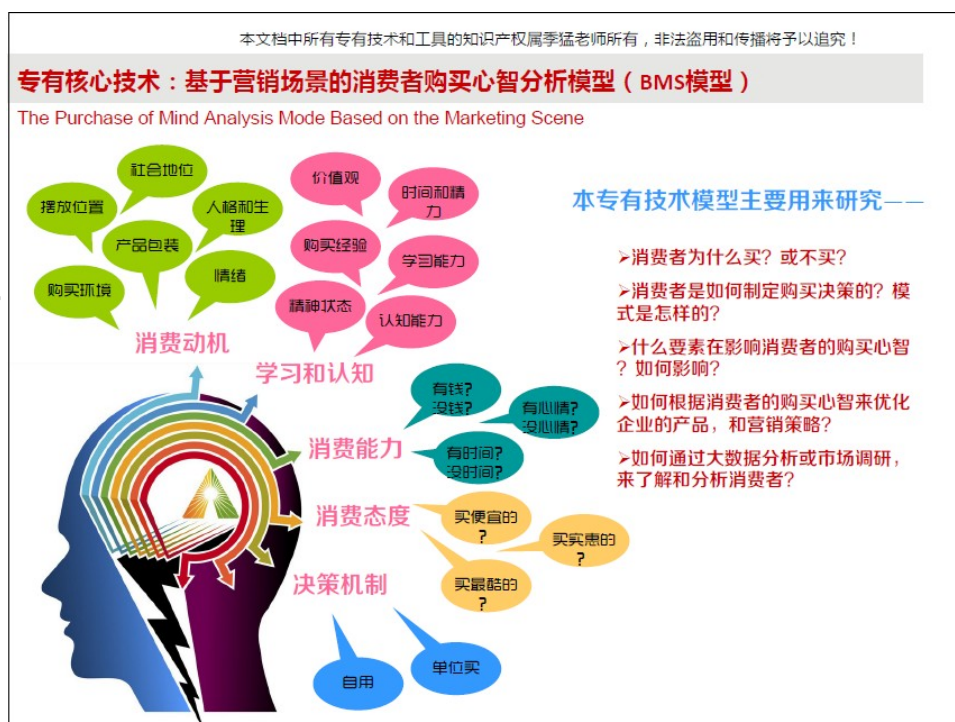 本文档中所有专有技术和工具的知识产权属季猛老师所有，非法盗用和传播将予以追究！
专有核心技术：基于营销场景的消费者购买心智分析模型（BMS模型）
The Purchase of Mind Analysis Mode Based on the Marketing Scene
社会地位
摆放位置
人格和生
理
产品包装
购买环境
情绪
消费动机
价值观
时间和精
力
购买经验
学习能力
精神状态
认知能力
学习和认知
有钱?
没钱?
有心情?
没心情?
有时间?
没时间?
消费能力
消费态度
买便宜的
?
买实惠的
?
买最酷的
?
决策机制
自用
单位买
本专有技术模型主要用来研究——
➢消费者为什么买？或不买？
➢消费者是如何制定购买决策的？模
式是怎样的？
➢什么要素在影响消费者的购买心智
？如何影响？
➢如何根据消费者的购买心智来优化
企业的产品，和营销策略？
➢如何通过大数据分析或市场调研，
来了解和分析消费者？